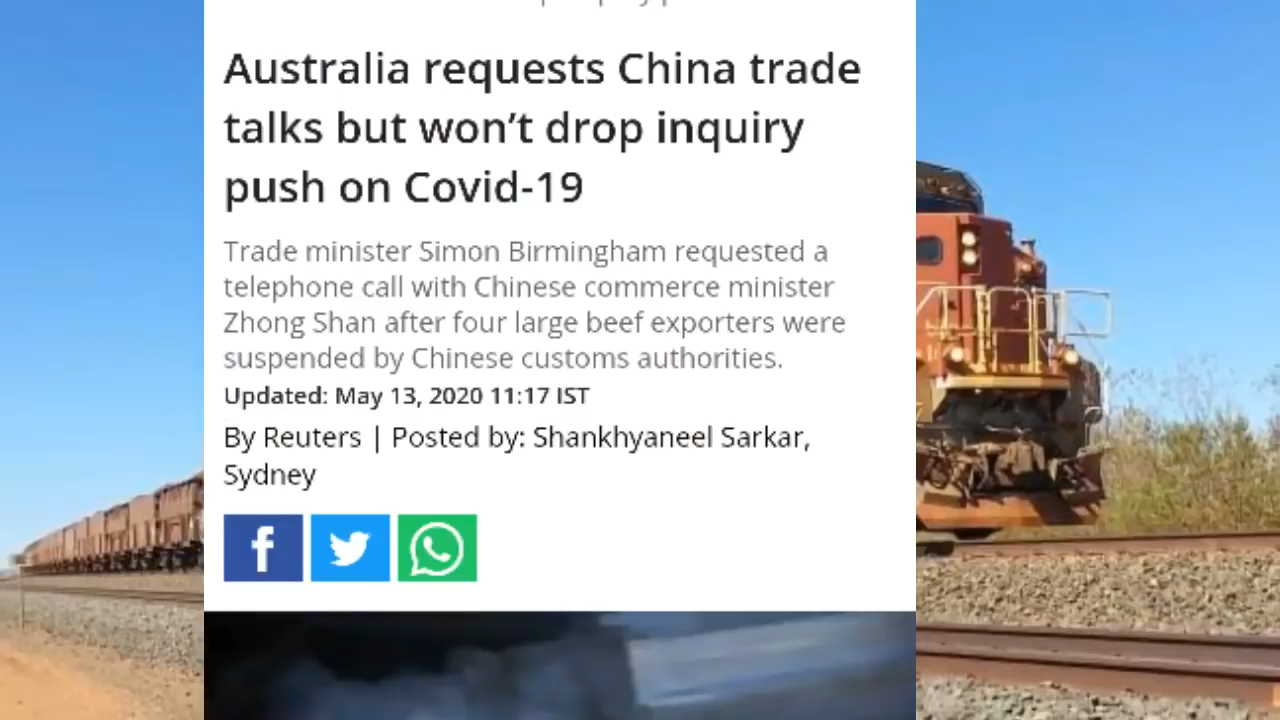 Australia requests China trade
talks but won't drop inquiry
push on Covid-19
Trade minister Simon Birmingham requested a
telephone call with Chinese commerce minister
Zhong Shan after four large beef exporters were
suspended by Chinese customs authorities.
Updated: May 13, 2020 11:17 IST
By Reuters | Posted by: Shankhyaneel Sarkar,
Sydney